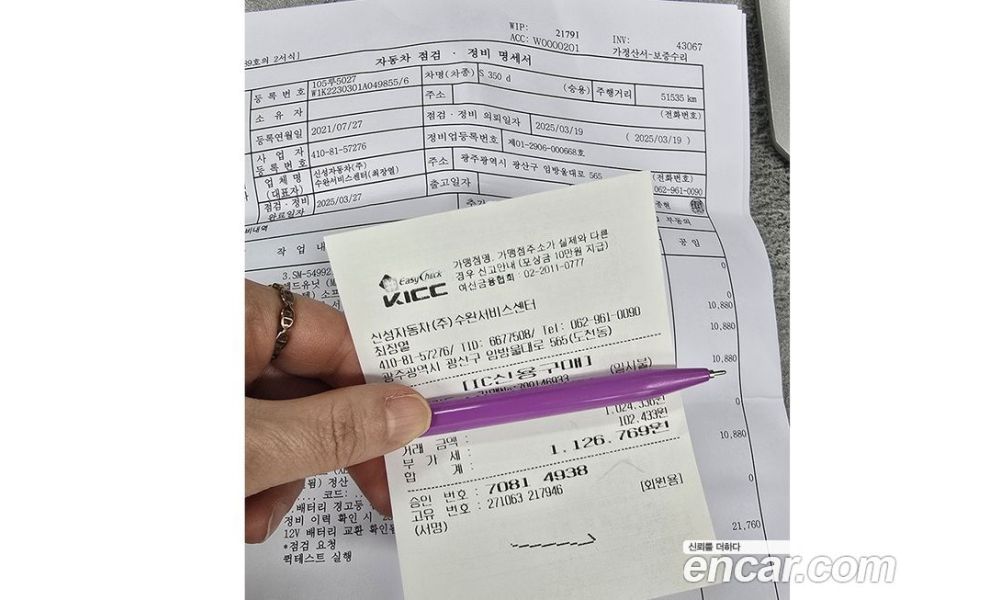 WIP: 21791
ACC: W0000201
INV: 43067
가정산서-보증수리
자동차 점검 · 정비 명세서
등록번호
105루5027
W1K2230301A049855/6
차명(차종)
S 350 d
(승용)
주행거리
51535 km
소유자
주소
(전화번호)
등록연월일
2021/07/27
점검·정비 의뢰일자
2025/03/19
( 2025/03/19 )
사업자
등록번호
410-81-57276
정비업등록번호
제01-2906-000668호
업체명
(대표자)
신성자동차(주)
수완서비스센터(최장열)
주소
광주광역시 광산구 임방울대로 565
(전화번호)
062-961-0090
점검·정비
완료일자
2025/03/27
출고일자
공임
0
0
10,880
10,880
10,880
0
10,880
0
21,760
3.SM-54992
EasyCheck
KICC
가맹점명, 가맹점주소가 실제와 다른
경우 신고안내 (포상금 10만원 지급)
여신금융협회 : 02-2011-0777
신성자동차(주)수완서비스센터
최장열
410-81-57276/ TID: 6677508/ Tel: 062-961-0090
광주광역시 광산구 임방울대로 565(도천동)
[IC신용구매]
(일시불)
거래 금액 :
1,024,336원
부 가 세 :
102,433원
합 계 :
1,126,769원
승인 번호 : 7081 4938
고유 번호 : 271063 217946
[회원용]
(서명)
코드:
배터리 경고등
정비 이력 확인 시
12V 배터리 교환 확인
*점검 요청
퀵테스트 실행
신뢰를 더하다
encar.com